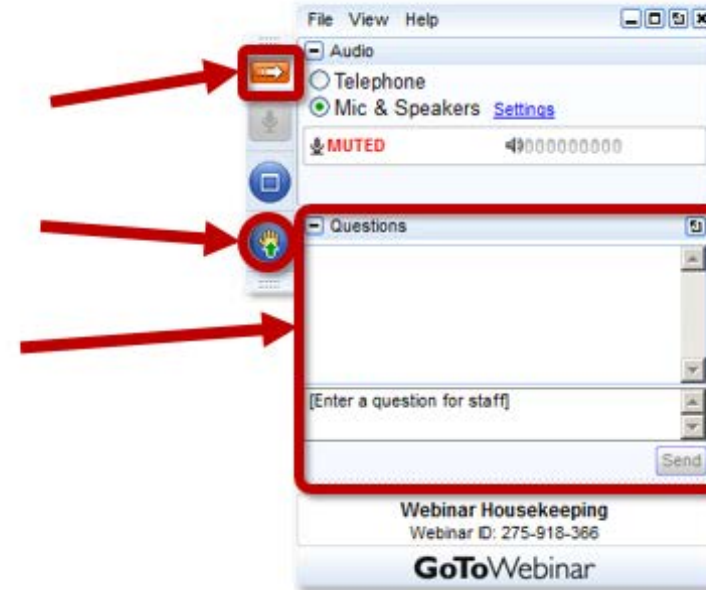 File View Help
Audio
Telephone
Mic & Speakers Settings
MUTED 000000000
Questions
[Enter a question for staff]
Send
Webinar Housekeeping
Webinar ID: 275-918-366
GoToWebinar